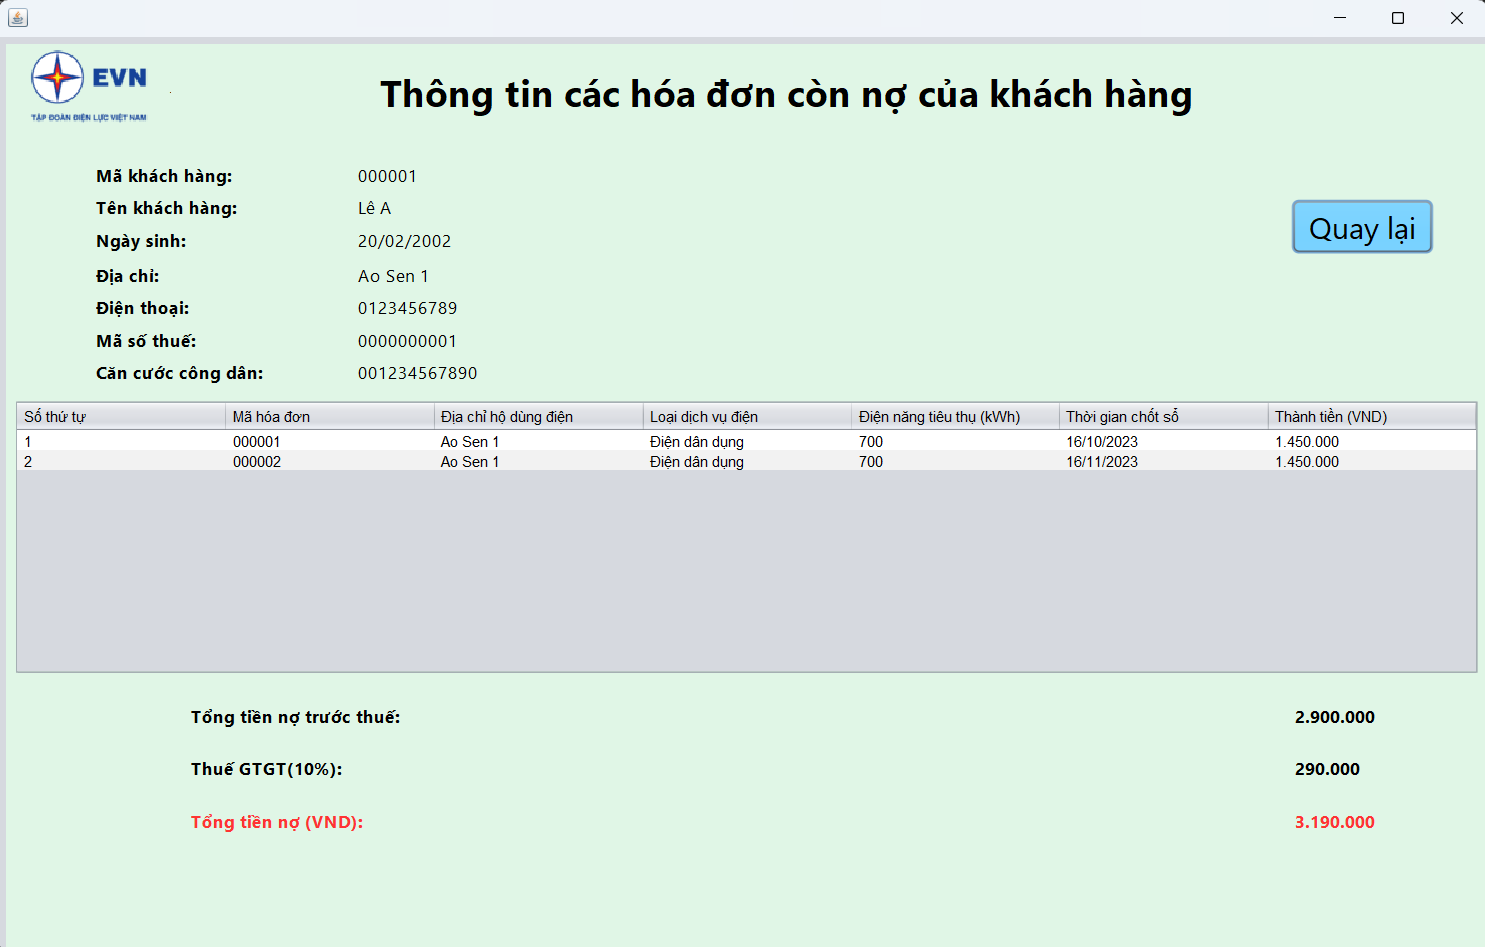 EVN
TẬP ĐOÀN ĐIỆN LỰC VIỆT NAM
Thông tin các hóa đơn còn nợ của khách hàng
Mã khách hàng: 000001
Tên khách hàng: Lê A
Ngày sinh: 20/02/2002
Quay lại
Địa chỉ: Ao Sen 1
Điện thoại: 0123456789
Mã số thuế: 0000000001
Căn cước công dân: 001234567890
Số thứ tự Mã hóa đơn Địa chỉ hộ dùng điện Loại dịch vụ điện Điện năng tiêu thụ (kWh) Thời gian chốt sổ Thành tiền (VND)
1 000001 Ao Sen 1 Điện dân dụng 700 16/10/2023 1.450.000
2 000002 Ao Sen 1 Điện dân dụng 700 16/11/2023 1.450.000
Tổng tiền nợ trước thuế: 2.900.000
Thuế GTGT(10%): 290.000
Tổng tiền nợ (VND): 3.190.000